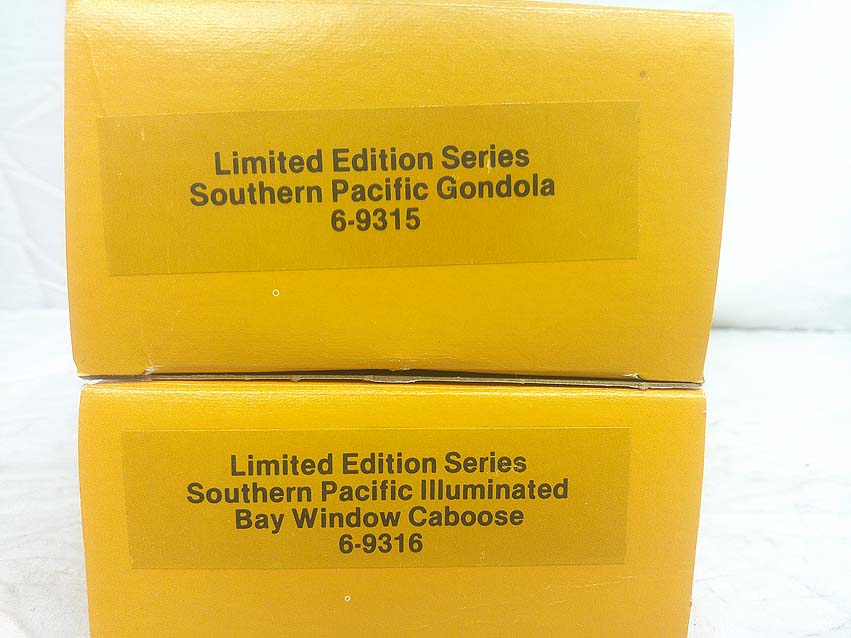 Limited Edition Series
Southern Pacific Gondola
6-9315
Limited Edition Series
Southern Pacific Illuminated
Bay Window Caboose
6-9316